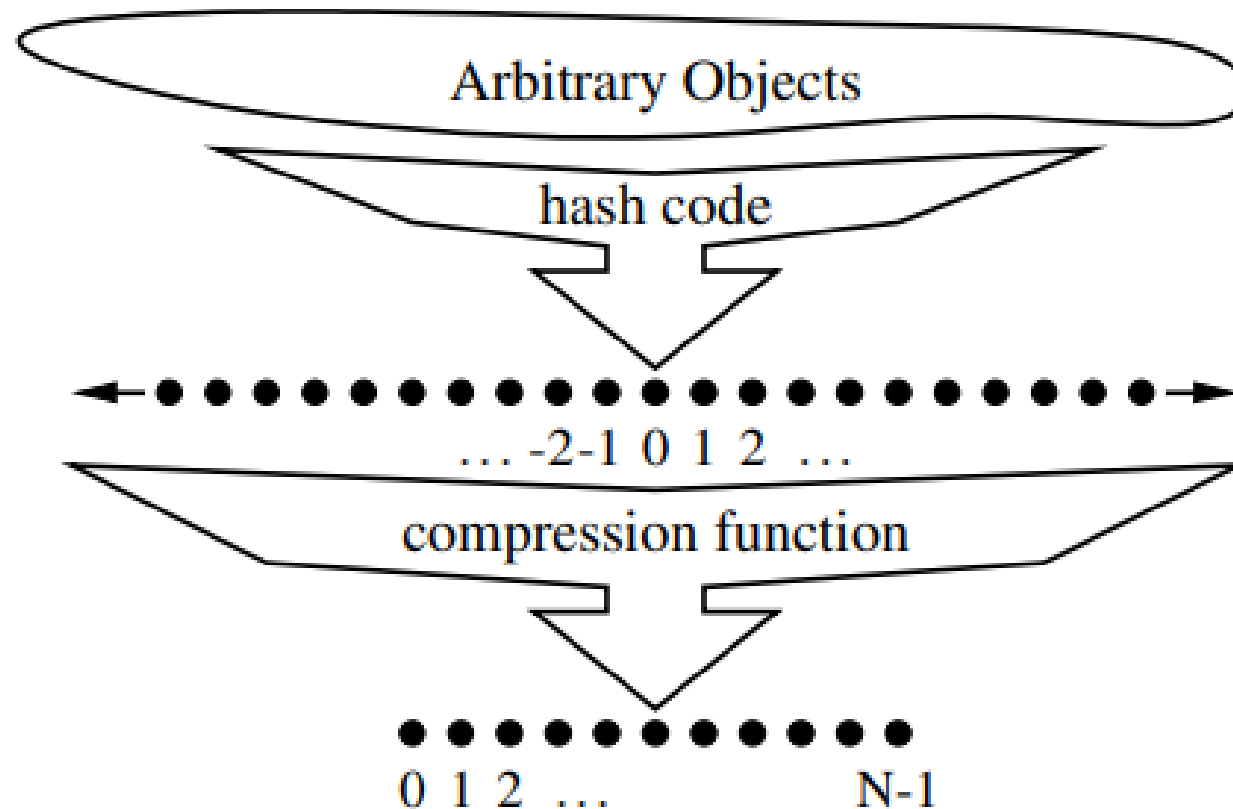 Arbitrary Objects
hash code
... -2 -1 0 1 2 ...
compression function
0 1 2 ... N-1